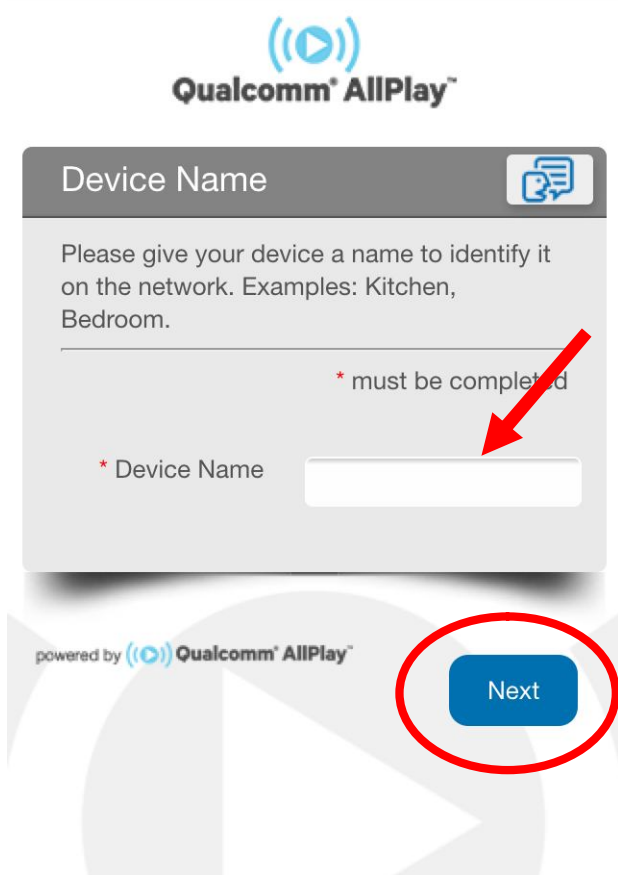 Qualcomm® AllPlay™
Device Name
Please give your device a name to identify it
on the network. Examples: Kitchen,
Bedroom.
* must be completed
* Device Name
powered by Qualcomm® AllPlay™
Next